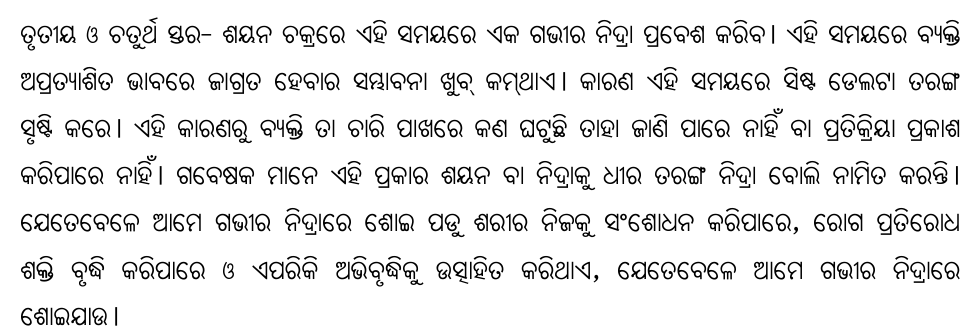 ତୃତୀୟ ଓ ଚତୁର୍ଥ ସ୍ତର- ଶୟନ ଚକ୍ରରେ ଏହି ସମୟରେ ଏକ ଗଭୀର ନିଦ୍ରା ପ୍ରବେଶ କରିବ। ଏହି ସମୟରେ ବ୍ୟକ୍ତି
ଅପ୍ରତ୍ୟାଶିତ ଭାବରେ ଜାଗ୍ରତ ହେବାର ସମ୍ଭାବନା ଖୁବ୍ କମ୍‌ଥାଏ। କାରଣ ଏହି ସମୟରେ ସିଷ୍ଟ ଡେଲଟା ତରଙ୍ଗ
ସୃଷ୍ଟି କରେ। ଏହି କାରଣରୁ ବ୍ୟକ୍ତି ତା ଚାରି ପାଖରେ କଣ ଘଟୁଛି ତାହା ଜାଣି ପାରେ ନାହିଁ ବା ପ୍ରତିକ୍ରିୟା ପ୍ରକାଶ
କରିପାରେ ନାହିଁ। ଗବେଷକ ମାନେ ଏହି ପ୍ରକାର ଶୟନ ବା ନିଦ୍ରାକୁ ଧୀର ତରଙ୍ଗ ନିଦ୍ରା ବୋଲି ନାମିତ କରନ୍ତି।
ଯେତେବେଳେ ଆମେ ଗଭୀର ନିଦ୍ରାରେ ଶୋଇ ପଡୁ ଶରୀର ନିଜକୁ ସଂଶୋଧନ କରିପାରେ, ରୋଗ ପ୍ରତିରୋଧ
ଶକ୍ତି ବୃଦ୍ଧି କରିପାରେ ଓ ଏପରିକି ଅଭିବୃଦ୍ଧିକୁ ଉତ୍ସାହିତ କରିଥାଏ, ଯେତେବେଳେ ଆମେ ଗଭୀର ନିଦ୍ରାରେ
ଶୋଇଯାଉ।